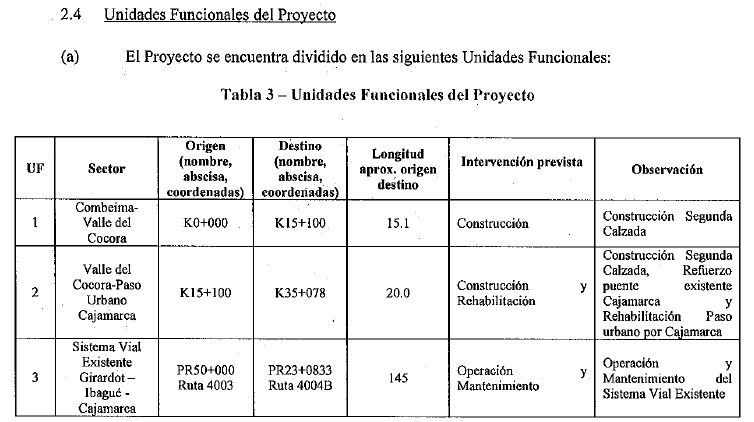 2.4 Unidades Funcionales del Proyecto
(a) El Proyecto se encuentra dividido en las siguientes Unidades Funcionales:
Tabla 3 – Unidades Funcionales del Proyecto
UF
Sector
Origen
(nombre,
abscisa,
coordenadas)
Destino
(nombre,
abscisa,
coordenadas)
Longitud
aprox. origen
destino
Intervención prevista
Observación
1
Combeima-
Valle del
Cocora
K0+000
K15+100
15.1
Construcción
Construcción Segunda
Calzada
2
Valle del
Cocora-Paso
Urbano
Cajamarca
K15+100
K35+078
20.0
Construcción y
Rehabilitación
Construcción Segunda
Calzada, Refuerzo
puente existente
Cajamarca y
Rehabilitación Paso
urbano por Cajamarca
3
Sistema Vial
Existente
Girardot –
Ibagué -
Cajamarca
PR50+000
Ruta 4003
PR23+0833
Ruta 4004B
145
Operación y
Mantenimiento
Operación y
Mantenimiento del
Sistema Vial Existente